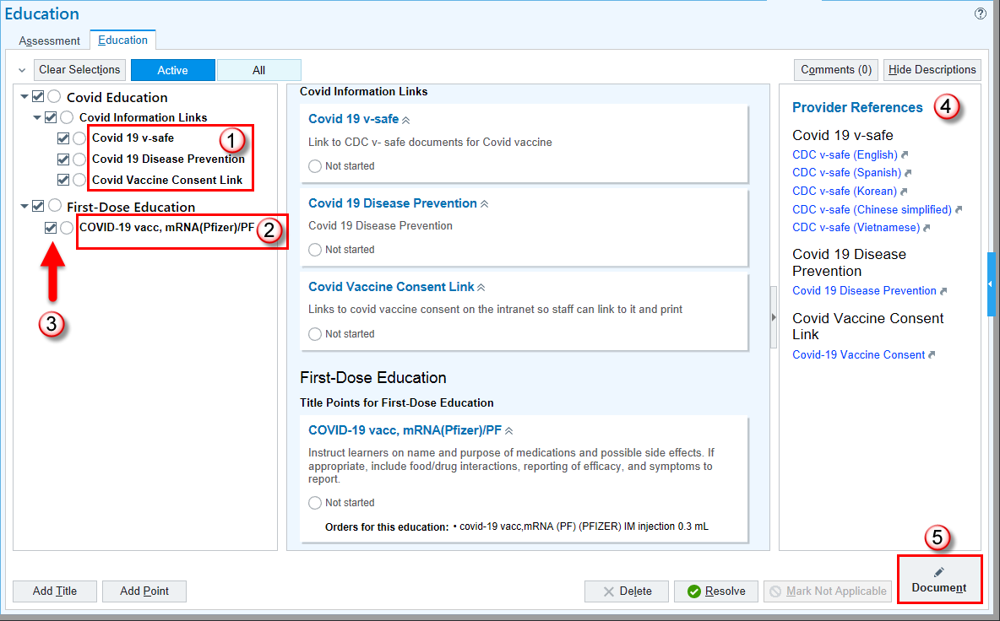 Education
Assessment
Education
Clear Selections
Active
All
Comments (0)
Hide Descriptions
Covid Education
Covid Information Links
Covid 19 v-safe
1
Covid 19 Disease Prevention
Covid Vaccine Consent Link
First-Dose Education
COVID-19 vacc, mRNA(Pfizer)/PF
2
3
Covid Information Links
Covid 19 v-safe
Link to CDC v- safe documents for Covid vaccine
Not started
Covid 19 Disease Prevention
Covid 19 Disease Prevention
Not started
Covid Vaccine Consent Link
Links to covid vaccine consent on the intranet so staff can link to it and print
Not started
First-Dose Education
Title Points for First-Dose Education
COVID-19 vacc, mRNA(Pfizer)/PF
Instruct learners on name and purpose of medications and possible side effects. If
appropriate, include food/drug interactions, reporting of efficacy, and symptoms to
report.
Not started
Orders for this education: • covid-19 vacc,mRNA (PF) (PFIZER) IM injection 0.3 mL
Provider References
4
Covid 19 v-safe
CDC v-safe (English)
CDC v-safe (Spanish)
CDC v-safe (Korean)
CDC v-safe (Chinese simplified)
CDC v-safe (Vietnamese)
Covid 19 Disease
Prevention
Covid 19 Disease Prevention
Covid Vaccine Consent
Link
Covid-19 Vaccine Consent
5
Add Title
Add Point
Delete
Resolve
Mark Not Applicable
Document